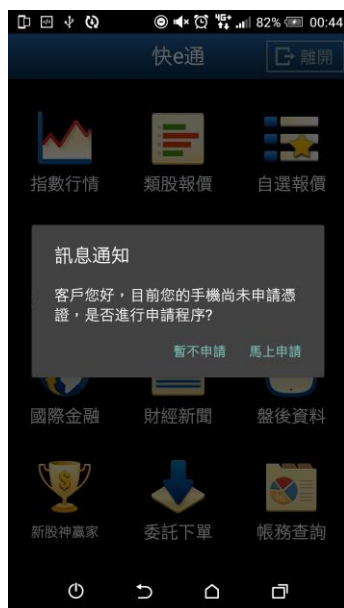 4G+ 82% 00:44
快e通 離開
指數行情 類股報價 自選報價
訊息通知
客戶您好，目前您的手機尚未申請憑
證，是否進行申請程序?
暫不申請 馬上申請
國際金融 財經新聞 盤後資料
新股神贏家 委託下單 帳務查詢